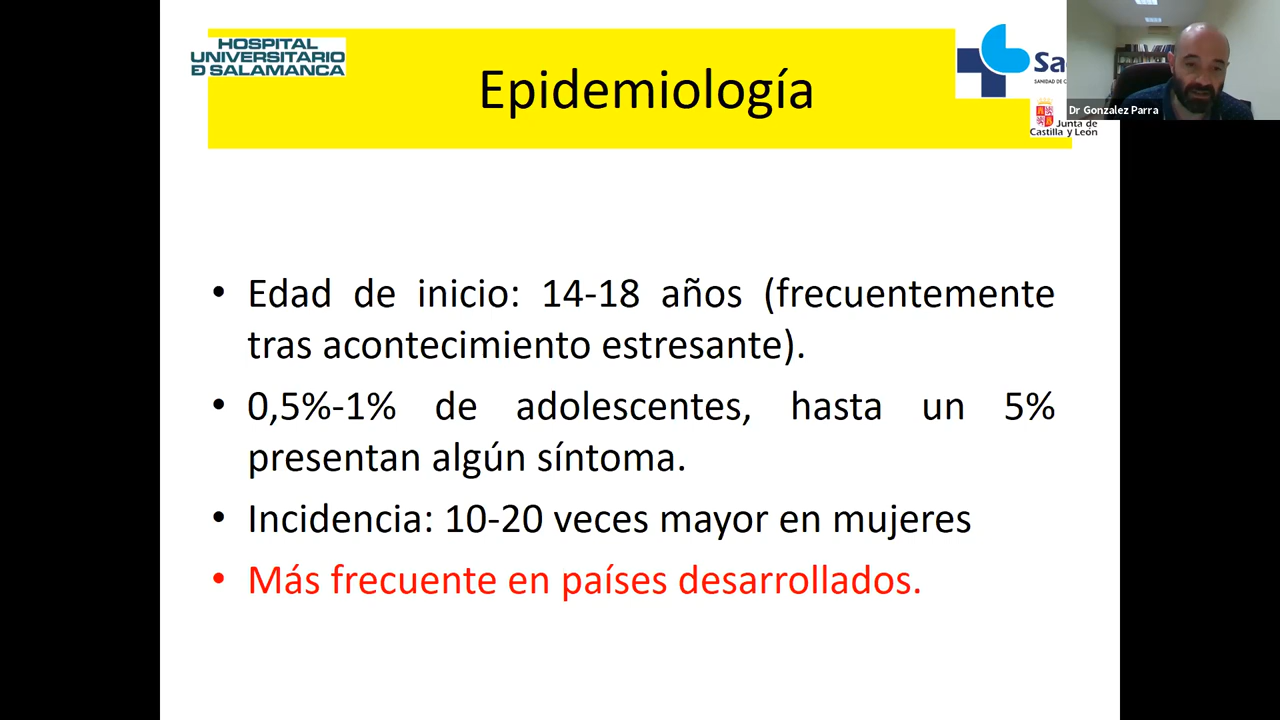 HOSPITAL
UNIVERSITARIO
D SALAMANCA
Epidemiología
Sa
SANIDAD DE C
Dr Gonzalez Parra
Junta de
Castilla y León
• Edad de inicio: 14-18 años (frecuentemente
tras acontecimiento estresante).
• 0,5%-1% de adolescentes, hasta un 5%
presentan algún síntoma.
• Incidencia: 10-20 veces mayor en mujeres
• Más frecuente en países desarrollados.